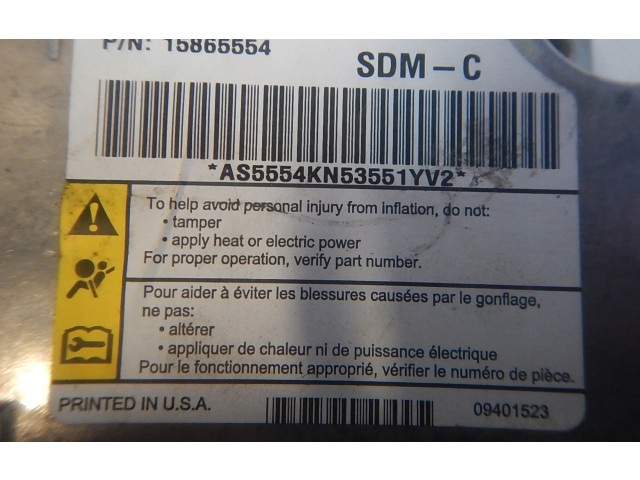 P/N: 15865554
SDM-C
*AS5554KN53551YV2*
To help avoid personal injury from inflation, do not:
• tamper
• apply heat or electric power
For proper operation, verify part number.
Pour aider à éviter les blessures causées par le gonflage,
ne pas:
• altérer
• appliquer de chaleur ni de puissance électrique
Pour le fonctionnement approprié, vérifier le numéro de pièce.
PRINTED IN U.S.A.
09401523